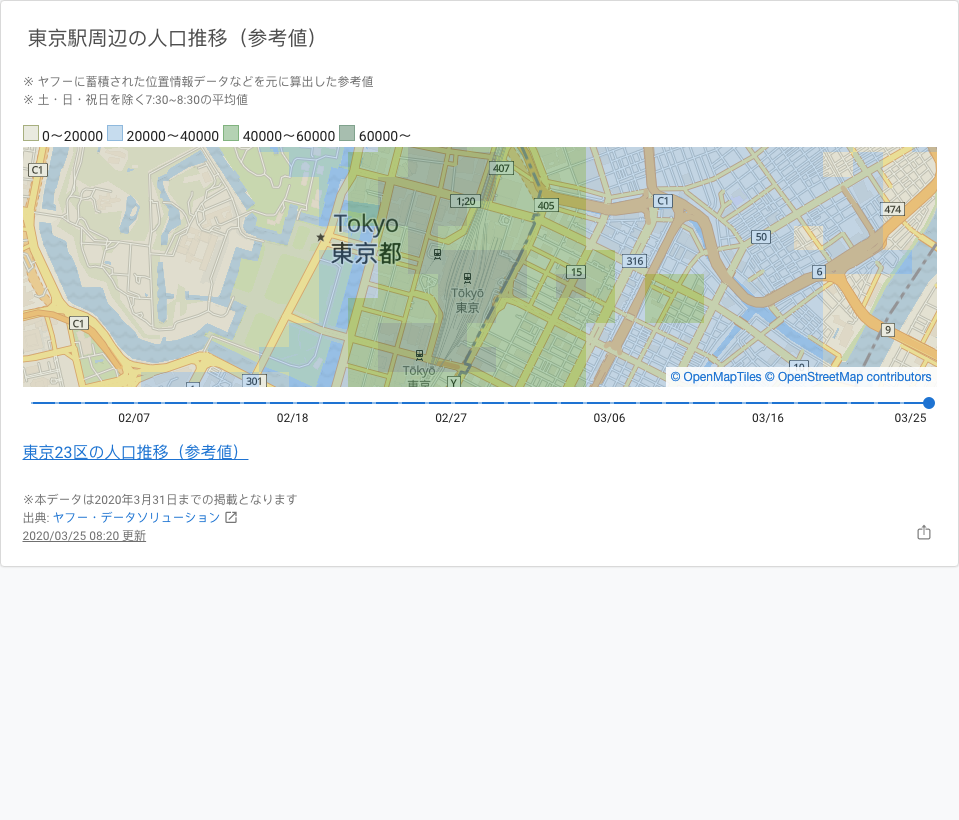 東京駅周辺の人口推移（参考値）
※ ヤフーに蓄積された位置情報データなどを元に算出した参考値
※ 土・日・祝日を除く7:30~8:30の平均値
0〜20000 20000〜40000 40000〜60000 60000〜
C1
407
1;20
405
C1
474
Tokyo
東京都
50
316
15
6
Tōkyō
東京
C1
9
Tōkyō
東京
301
Y
10
© OpenMapTiles © OpenStreetMap contributors
02/07 02/18 02/27 03/06 03/16 03/25
東京23区の人口推移（参考値）
※本データは2020年3月31日までの掲載となります
出典: ヤフー・データソリューション
2020/03/25 08:20 更新